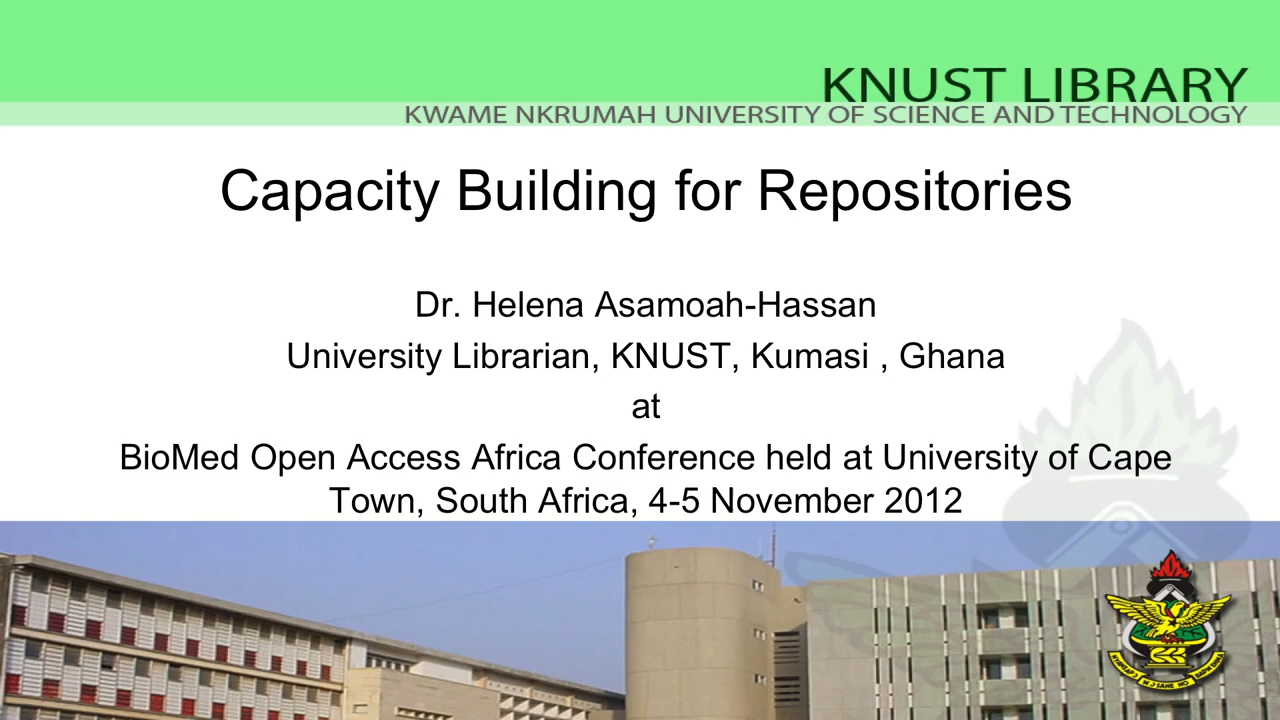 KNUST LIBRARY
KWAME NKRUMAH UNIVERSITY OF SCIENCE AND TECHNOLOGY
Capacity Building for Repositories
Dr. Helena Asamoah-Hassan
University Librarian, KNUST, Kumasi , Ghana
at
BioMed Open Access Africa Conference held at University of Cape
Town, South Africa, 4-5 November 2012